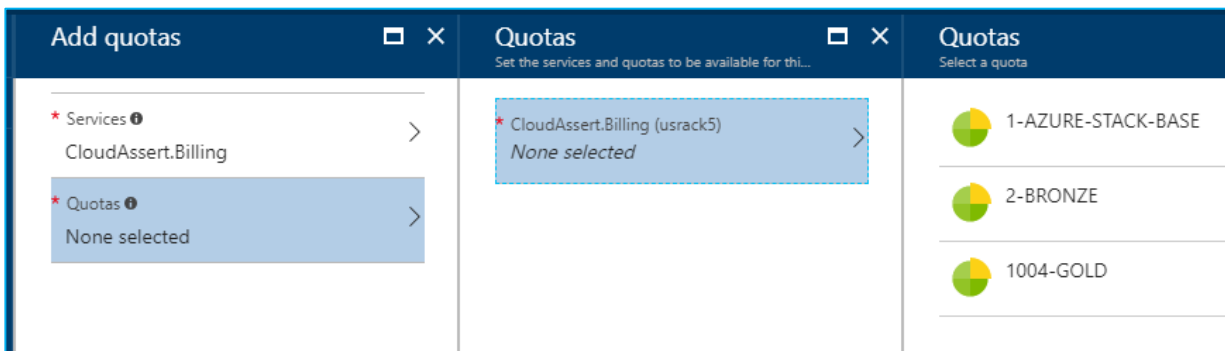 Add quotas
* Services
CloudAssert.Billing
* Quotas
None selected
Quotas
Set the services and quotas to be available for thi...
* CloudAssert.Billing (usrack5)
None selected
Quotas
Select a quota
1-AZURE-STACK-BASE
2-BRONZE
1004-GOLD